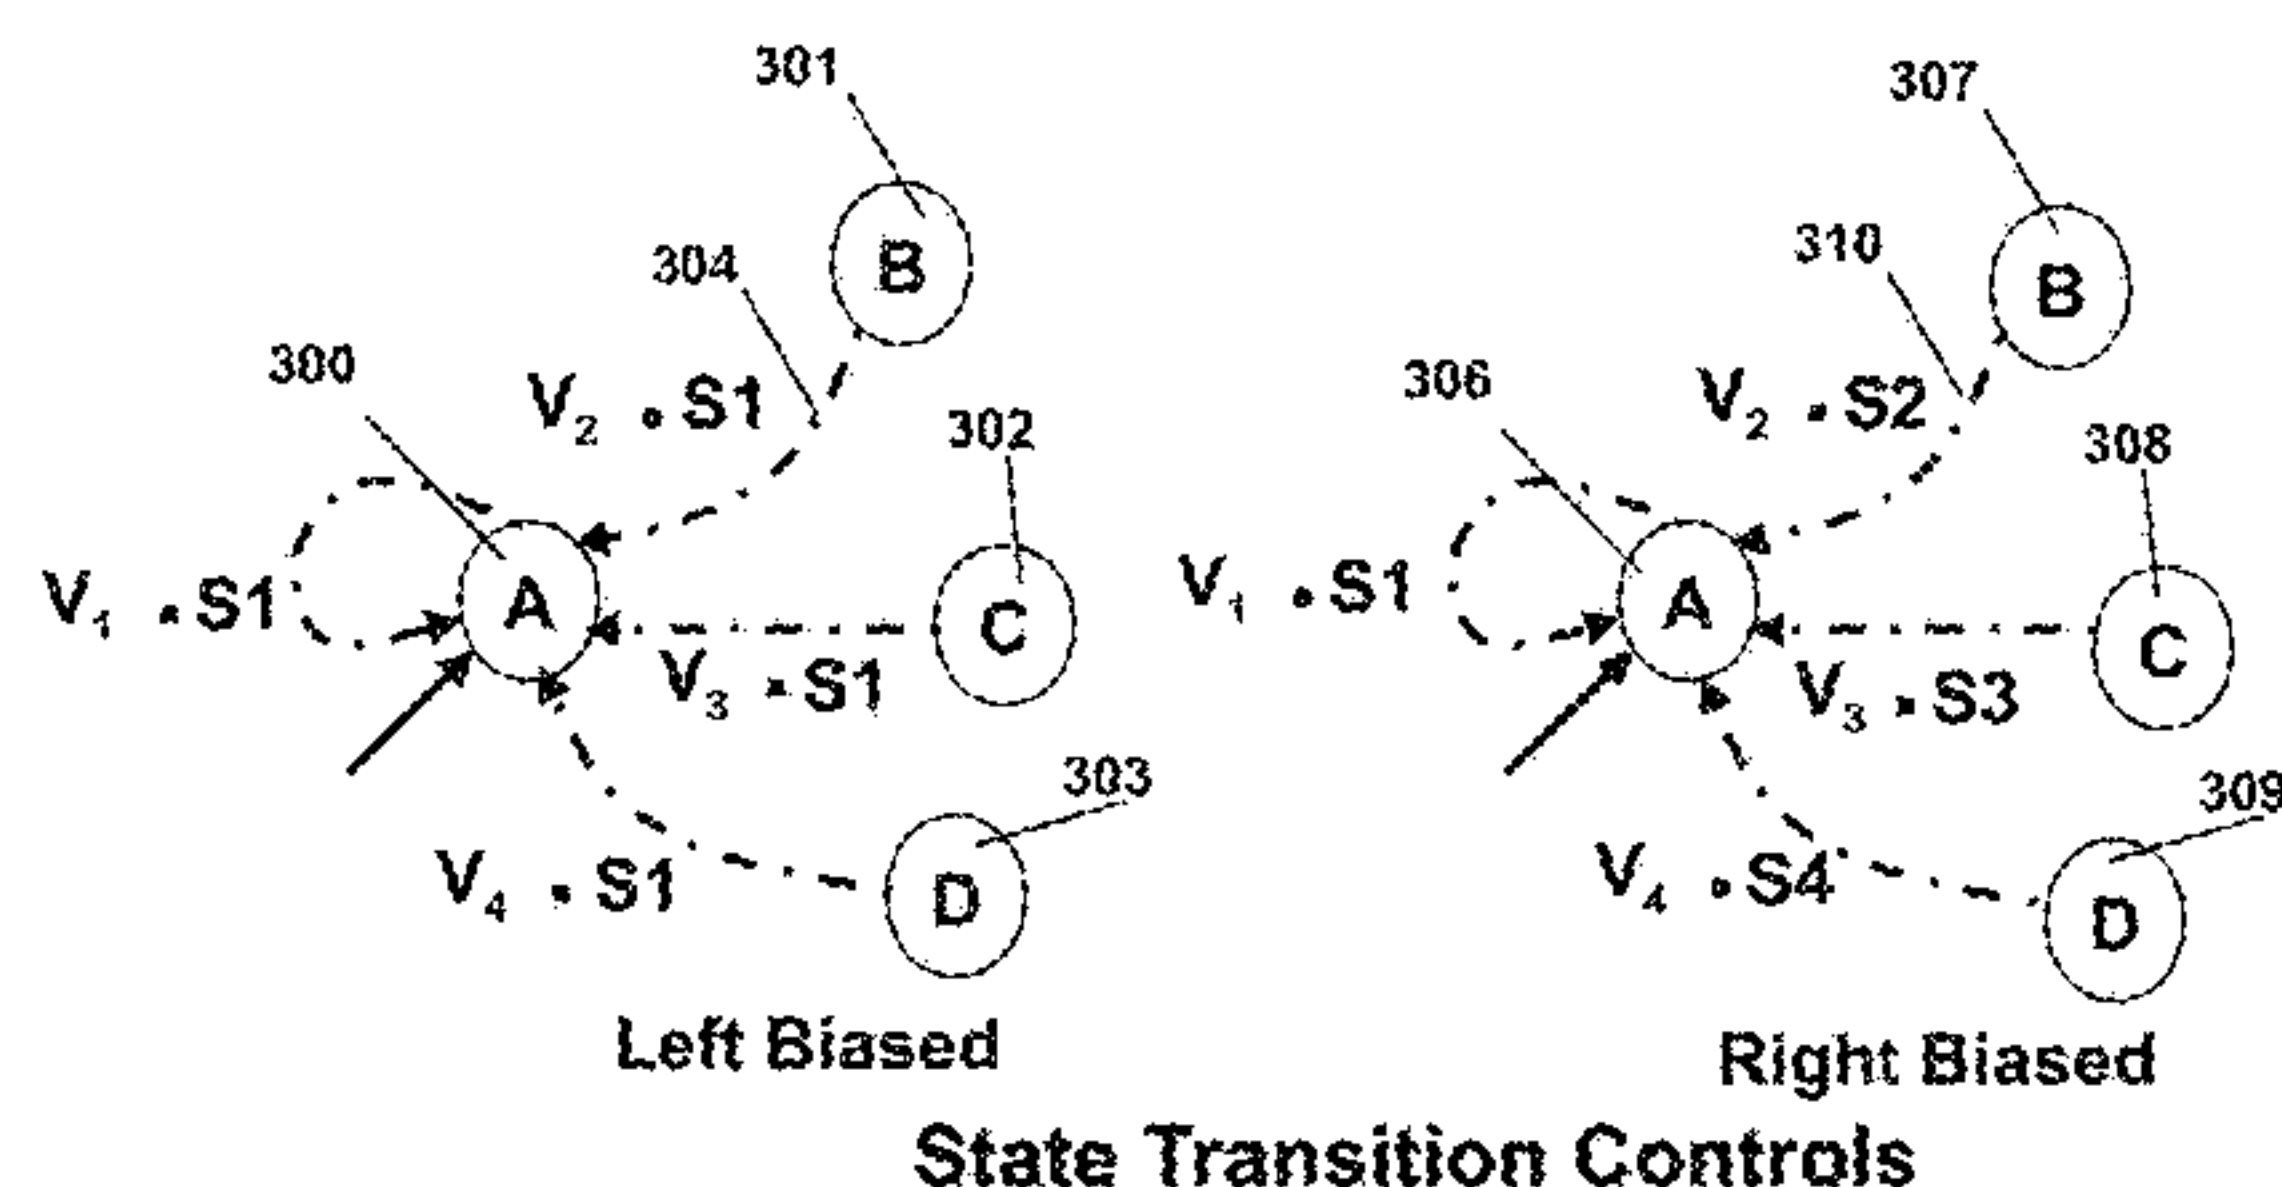 301
B
304
300
V₂ • S1
302
A
V₁ • S1
C
V₃ • S1
303
V₄ • S1
D
Left Biased
307
310
B
306
V₂ • S2
308
V₁ • S1
A
C
V₃ • S3
309
V₄ • S4
D
Right Biased
State Transition Controls